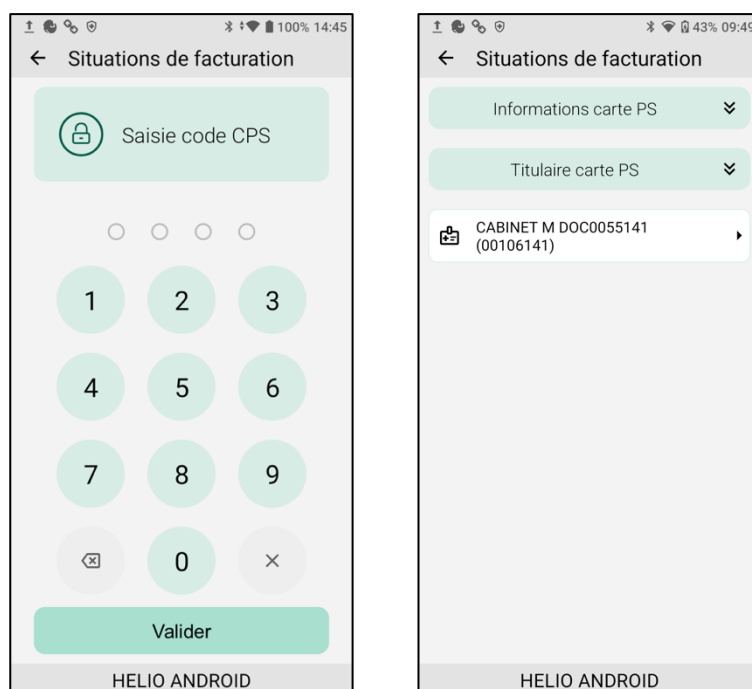 100% 14:45
Situations de facturation
Saisie code CPS
1 2 3
4 5 6
7 8 9
0
Valider
HELIO ANDROID
43% 09:49
Situations de facturation
Informations carte PS
Titulaire carte PS
CABINET M DOC0055141
(00106141)
HELIO ANDROID